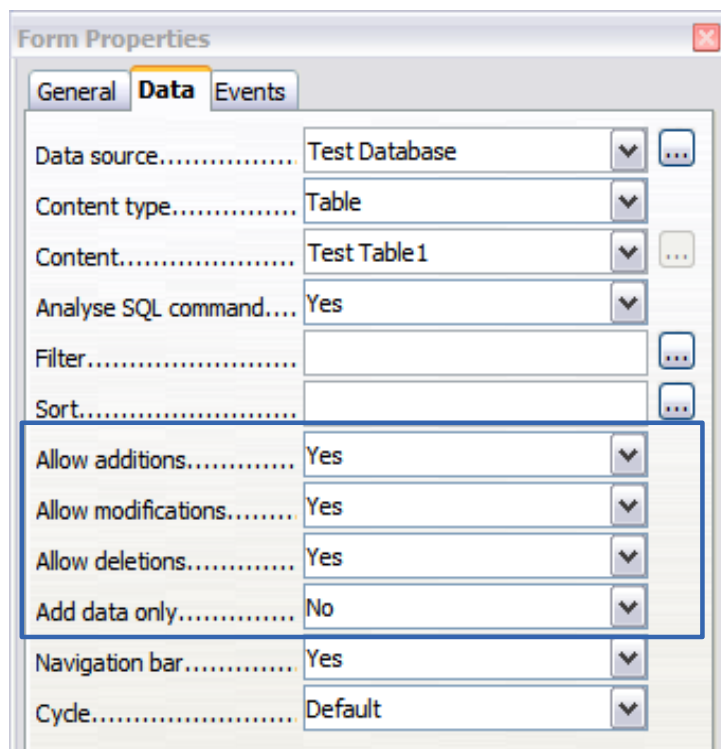 Form Properties
General Data Events
Data source................ Test Database ...
Content type............... Table
Content..................... Test Table1 ...
Analyse SQL command.... Yes
Filter......................... ...
Sort.......................... ...
Allow additions............. Yes
Allow modifications........ Yes
Allow deletions............. Yes
Add data only.............. No
Navigation bar.............. Yes
Cycle......................... Default